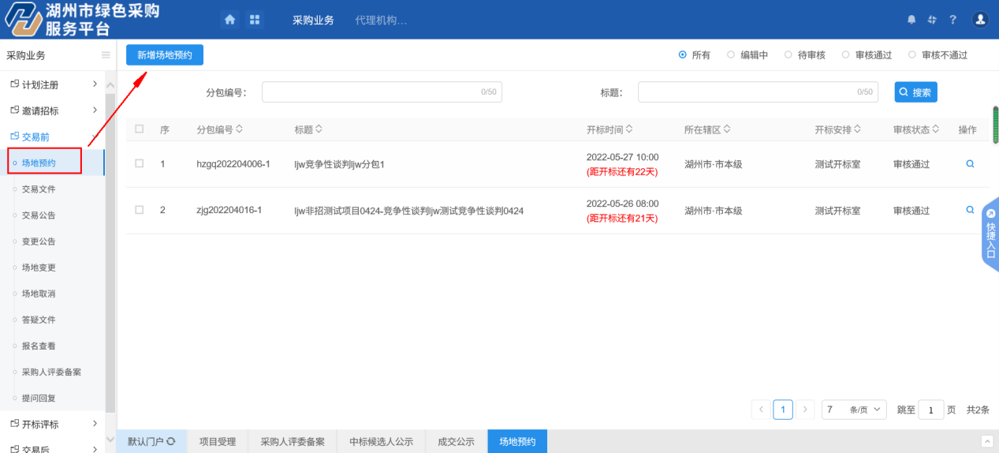 湖州市绿色采购
服务平台
采购业务
代理机构...
采购业务
新增场地预约
所有
编辑中
待审核
审核通过
审核不通过
计划注册
邀请招标
交易前
场地预约
交易文件
交易公告
变更公告
场地变更
场地取消
答疑文件
报名查看
采购人评委备案
提问回复
开标评标
交易后
分包编号:
0/50
标题:
0/50
搜索
序 分包编号 标题 开标时间 所在辖区 开标安排 审核状态 操作
1 hzgq202204006-1 ljw竞争性谈判ljw分包1 2022-05-27 10:00 湖州市·市本级 测试开标室 审核通过
(距开标还有22天)
2 zjg202204016-1 ljw非招测试项目0424-竞争性谈判ljw测试竞争性谈判0424 2022-05-26 08:00 湖州市·市本级 测试开标室 审核通过
(距开标还有21天)
快捷入口
1
7 条/页
跳至 1 页 共2条
默认门户
项目受理
采购人评委备案
中标候选人公示
成交公示
场地预约